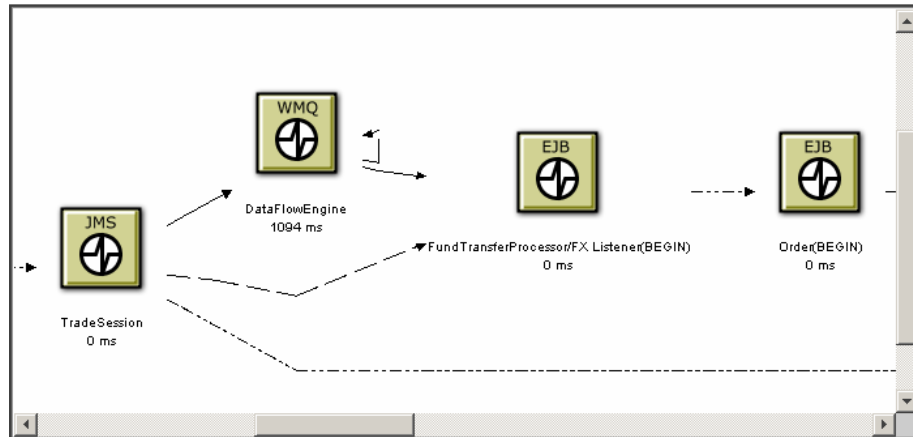 WMQ
DataFlowEngine
1094 ms
EJB
FundTransferProcessor/FX Listener(BEGIN)
0 ms
EJB
Order(BEGIN)
0 ms
JMS
TradeSession
0 ms